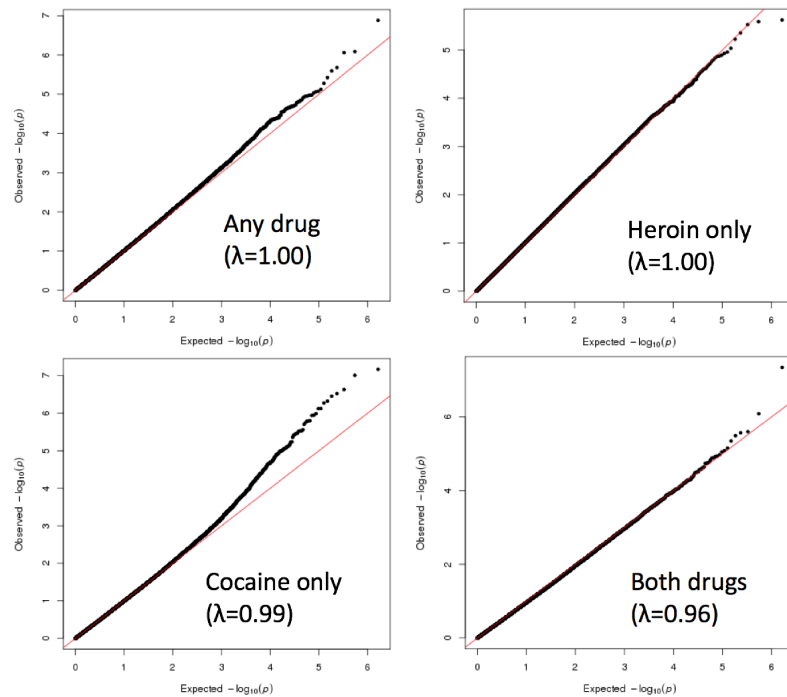 7
6
5
4
3
2
1
0
Observed −log10(p)
Any drug
(λ=1.00)
0 1 2 3 4 5 6
Expected −log10(p)
5
4
3
2
1
0
Observed −log10(p)
Heroin only
(λ=1.00)
0 1 2 3 4 5 6
Expected −log10(p)
7
6
5
4
3
2
1
0
Observed −log10(p)
Cocaine only
(λ=0.99)
0 1 2 3 4 5 6
Expected −log10(p)
6
4
2
0
Observed −log10(p)
Both drugs
(λ=0.96)
0 1 2 3 4 5 6
Expected −log10(p)